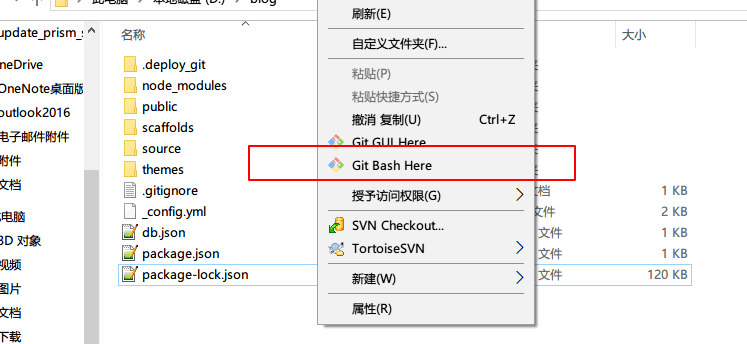 此电脑 > 本地磁盘 (D:) > blog
update_prism_s
neDrive
OneNote桌面版
outlook2016
电子邮件附件
附件
文档
电脑
3D 对象
视频
图片
文档
下载
名称
大小
.deploy_git
node_modules
public
scaffolds
source
themes
.gitignore
文档
1 KB
_config.yml
文件
2 KB
db.json
文件
1 KB
package.json
文件
1 KB
package-lock.json
文件
120 KB
刷新(E)
自定义文件夹(F)...
粘贴(P)
粘贴快捷方式(S)
撤消 复制(U)
Ctrl+Z
Git GUI Here
Git Bash Here
授予访问权限(G)
SVN Checkout...
TortoiseSVN
新建(W)
属性(R)